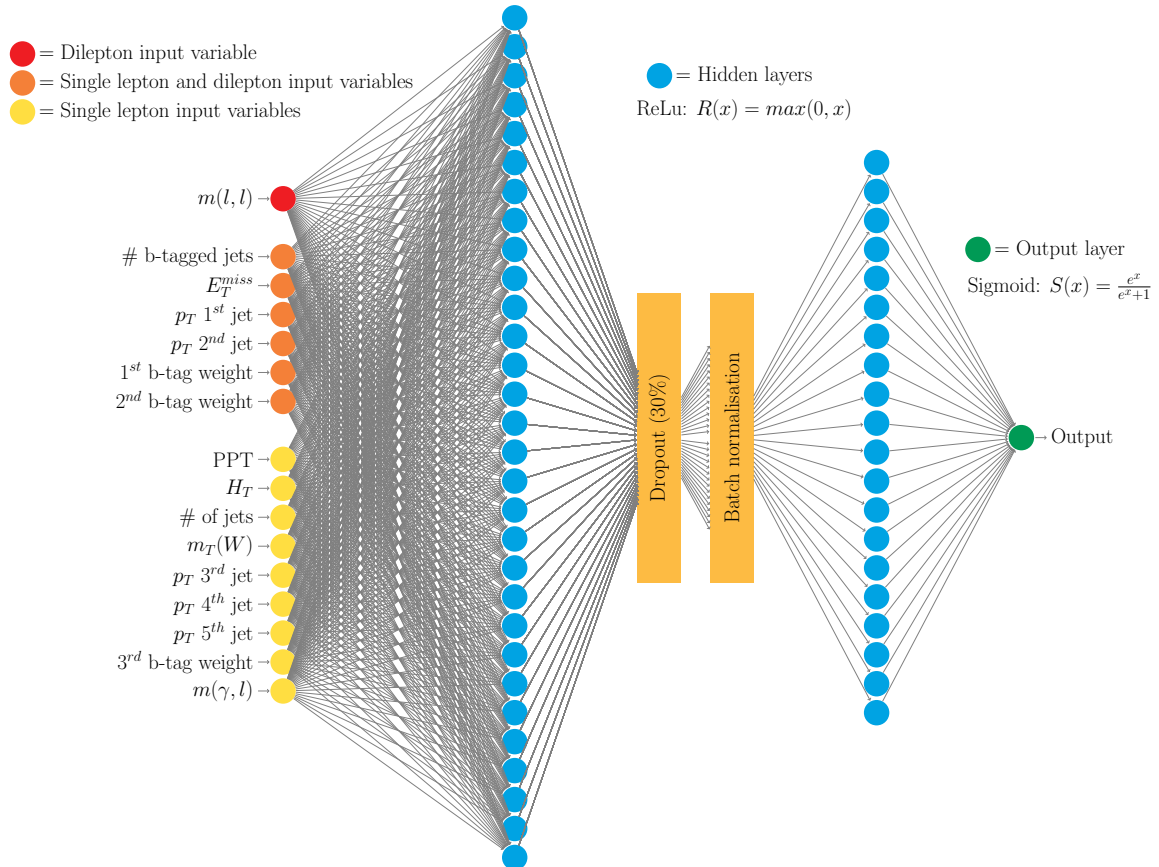 = Dilepton input variable
= Single lepton and dilepton input variables
= Single lepton input variables
= Hidden layers
ReLu: R(x) = max(0, x)
m(l, l)
# b-tagged jets
E_T^{miss}
p_T 1^{st} jet
p_T 2^{nd} jet
1^{st} b-tag weight
2^{nd} b-tag weight
PPT
H_T
# of jets
m_T(W)
p_T 3^{rd} jet
p_T 4^{th} jet
p_T 5^{th} jet
3^{rd} b-tag weight
m(γ, l)
Dropout (30%)
Batch normalisation
= Output layer
Sigmoid: S(x) = \frac{e^x}{e^x+1}
Output